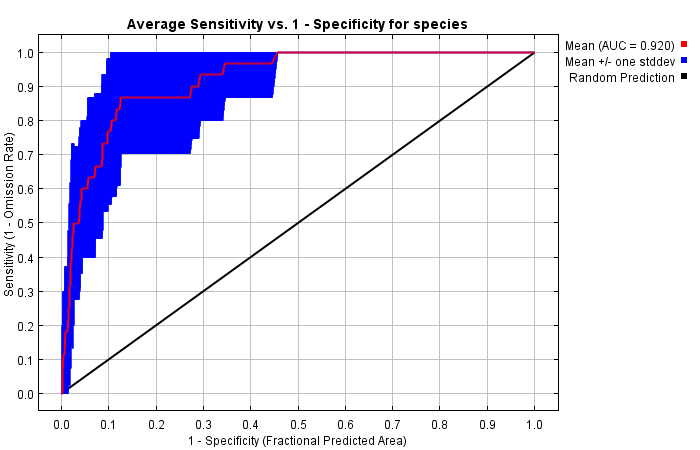 Average Sensitivity vs. 1 - Specificity for species
Mean (AUC = 0.920)
Mean +/- one stddev
Random Prediction
Sensitivity (1 - Omission Rate)
1.0
0.9
0.8
0.7
0.6
0.5
0.4
0.3
0.2
0.1
0.0
0.0 0.1 0.2 0.3 0.4 0.5 0.6 0.7 0.8 0.9 1.0
1 - Specificity (Fractional Predicted Area)